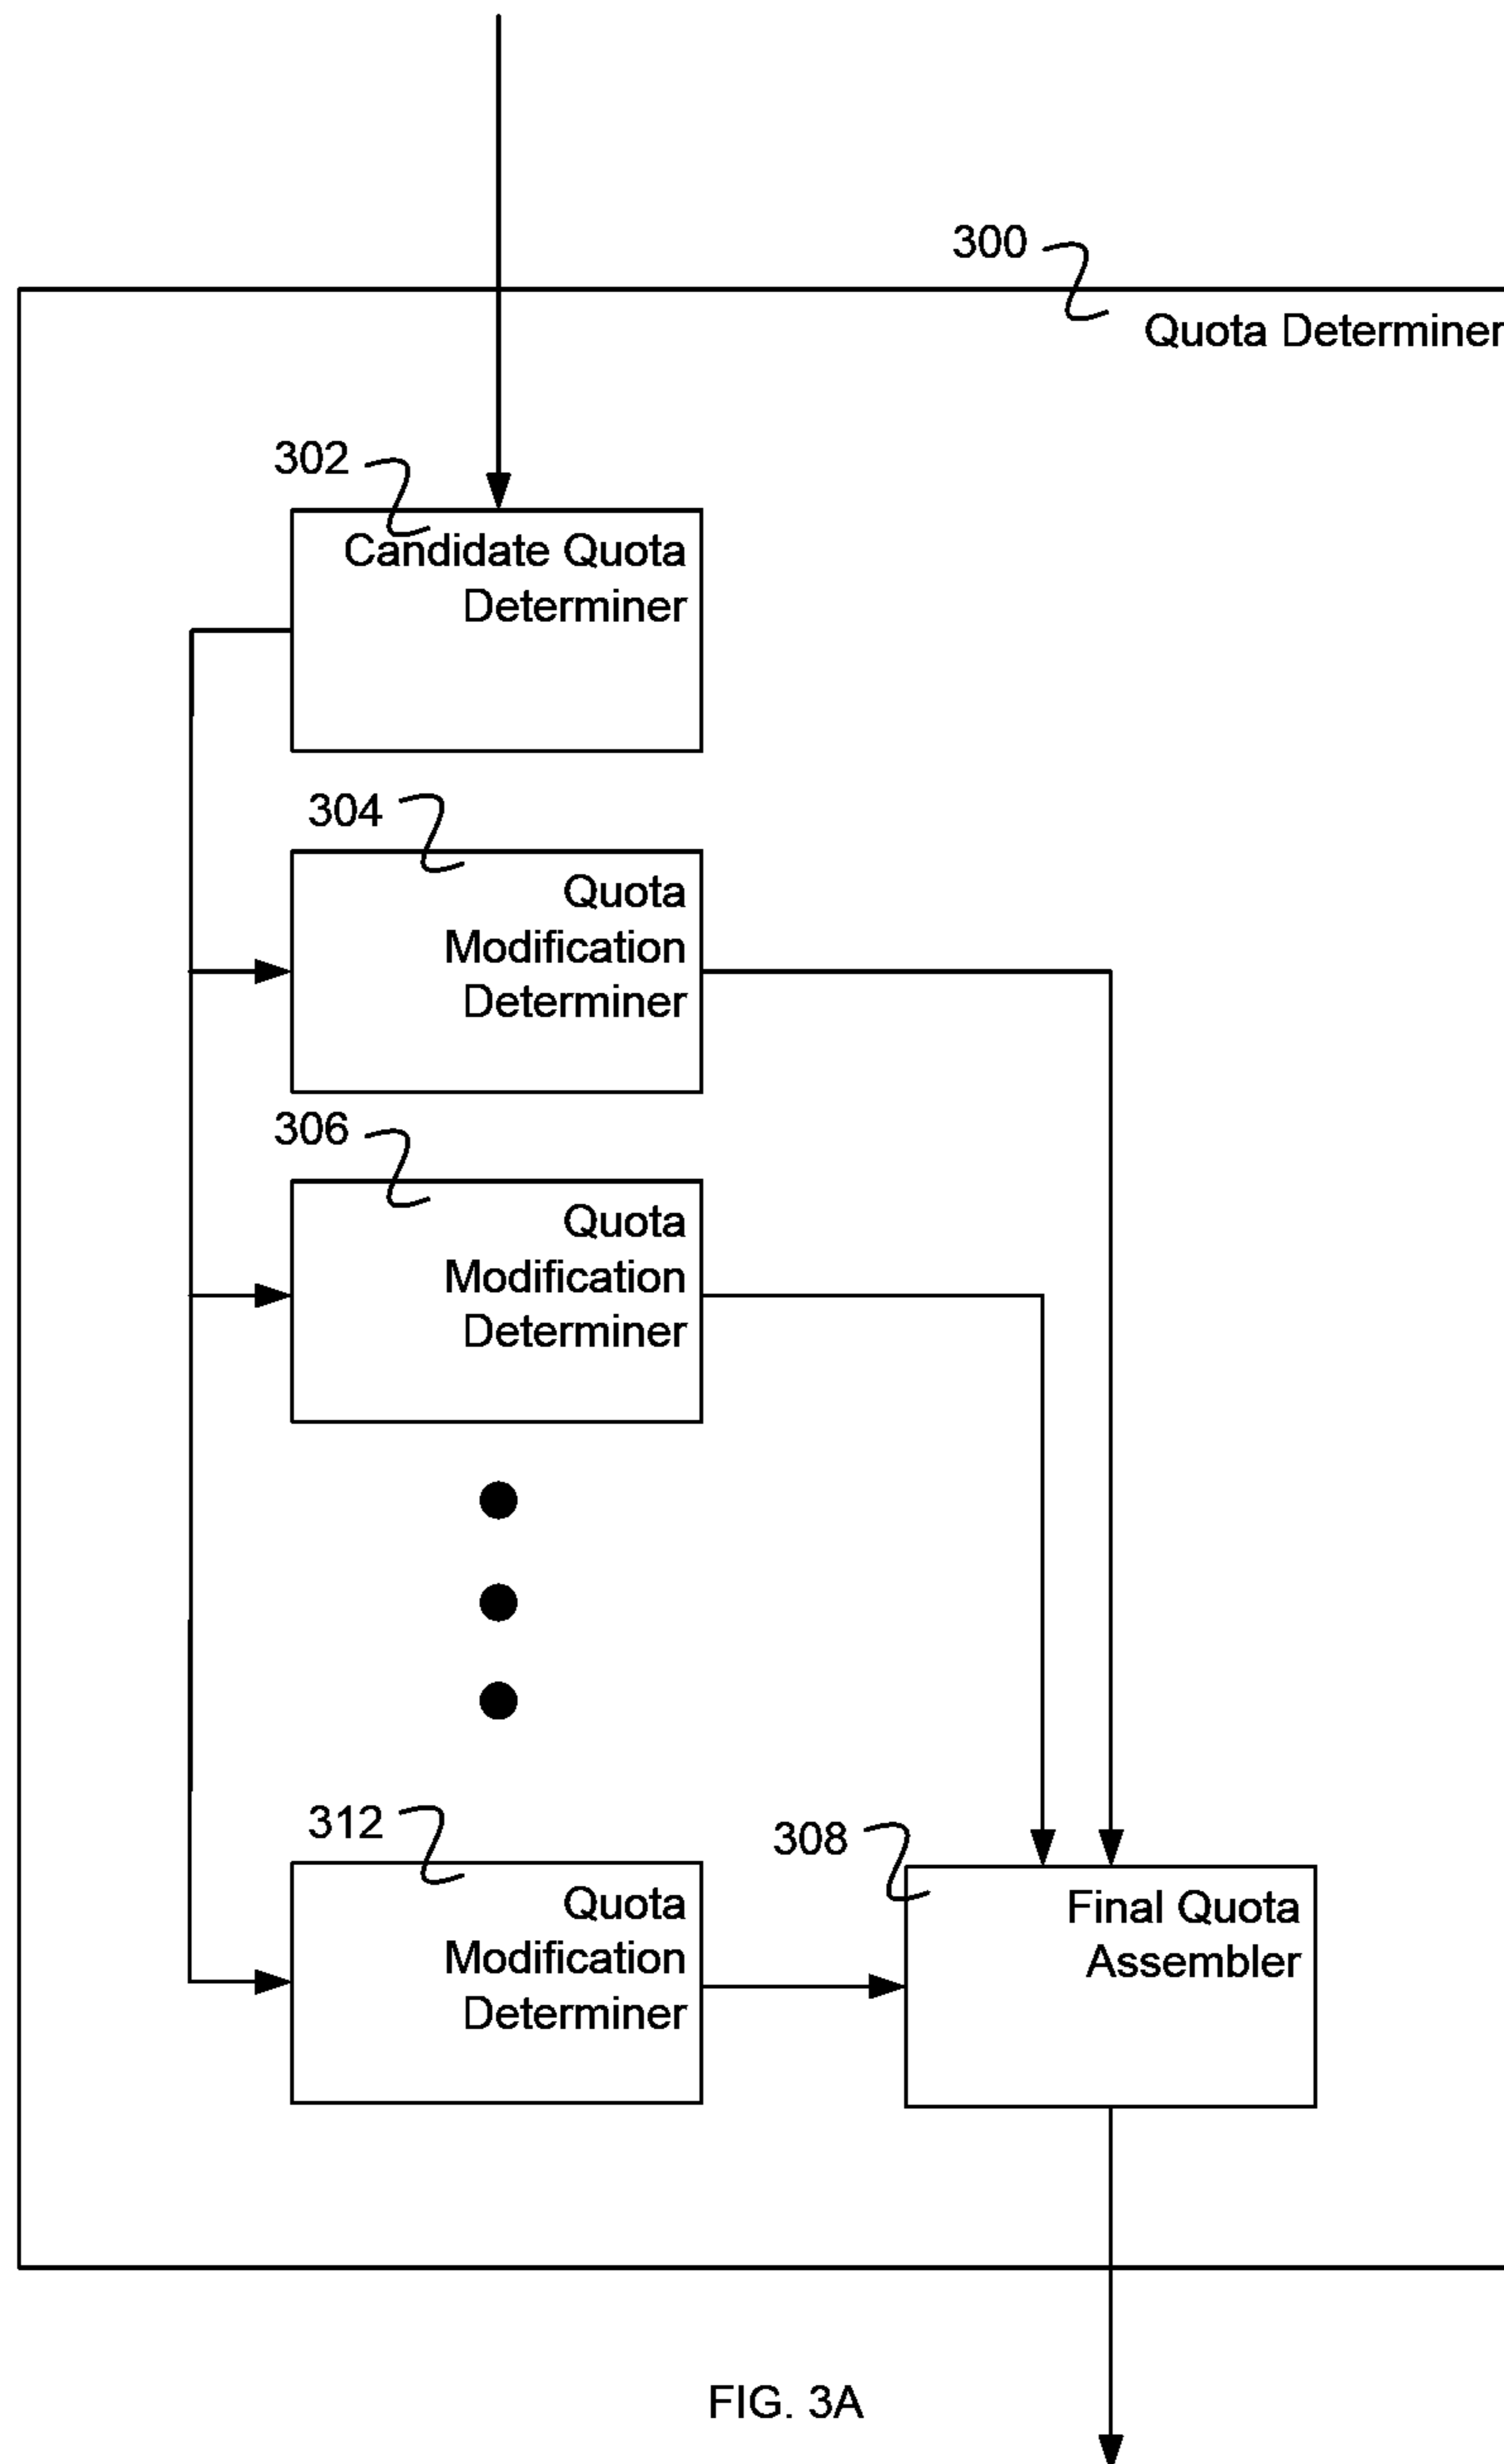 300
Quota Determiner
302
Candidate Quota
Determiner
304
Quota
Modification
Determiner
306
Quota
Modification
Determiner
312
Quota
Modification
Determiner
308
Final Quota
Assembler
FIG. 3A